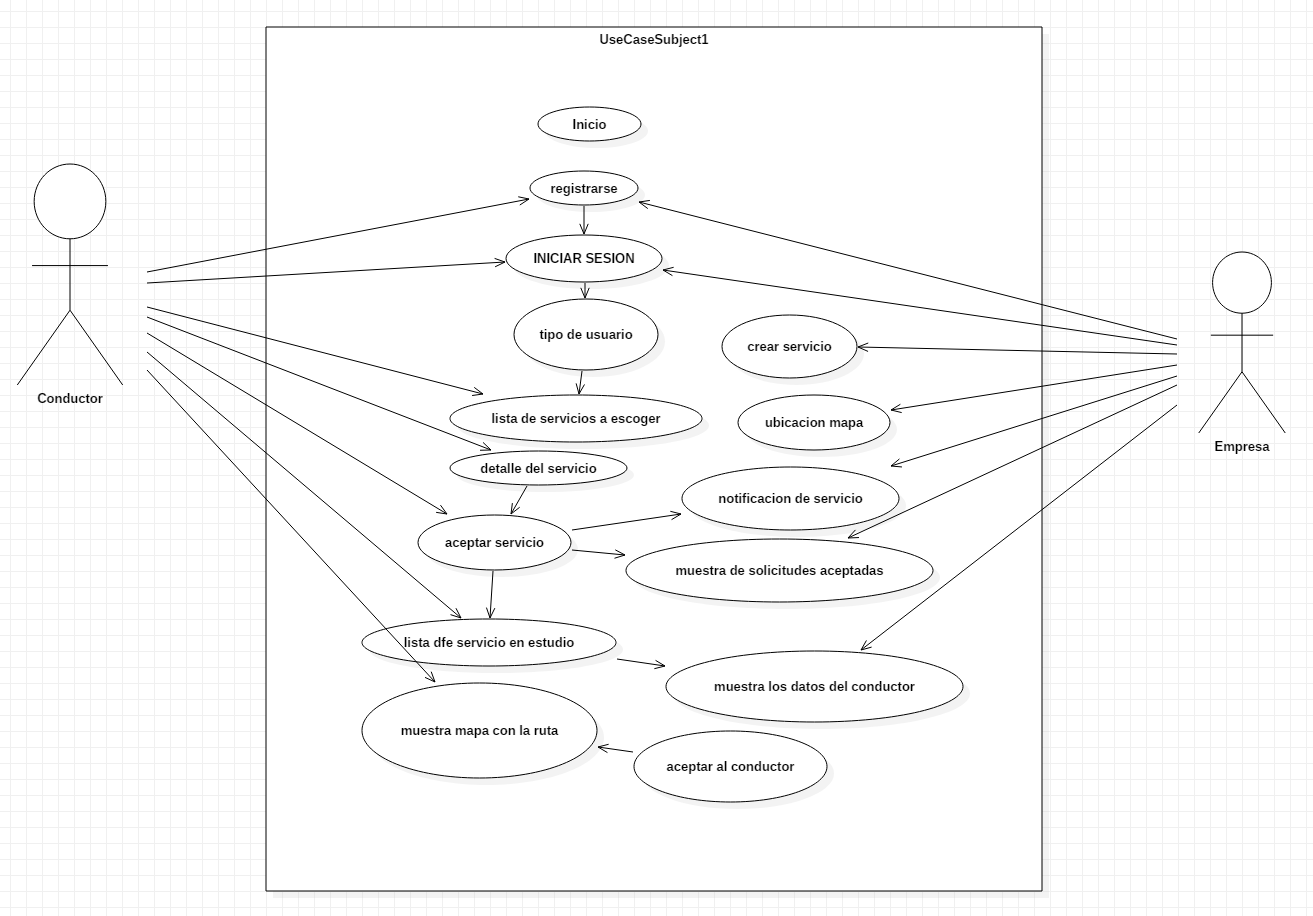 UseCaseSubject1
Inicio
registrarse
INICIAR SESION
tipo de usuario
crear servicio
Conductor
lista de servicios a escoger
ubicacion mapa
Empresa
detalle del servicio
notificacion de servicio
aceptar servicio
muestra de solicitudes aceptadas
lista dfe servicio en estudio
muestra los datos del conductor
muestra mapa con la ruta
aceptar al conductor